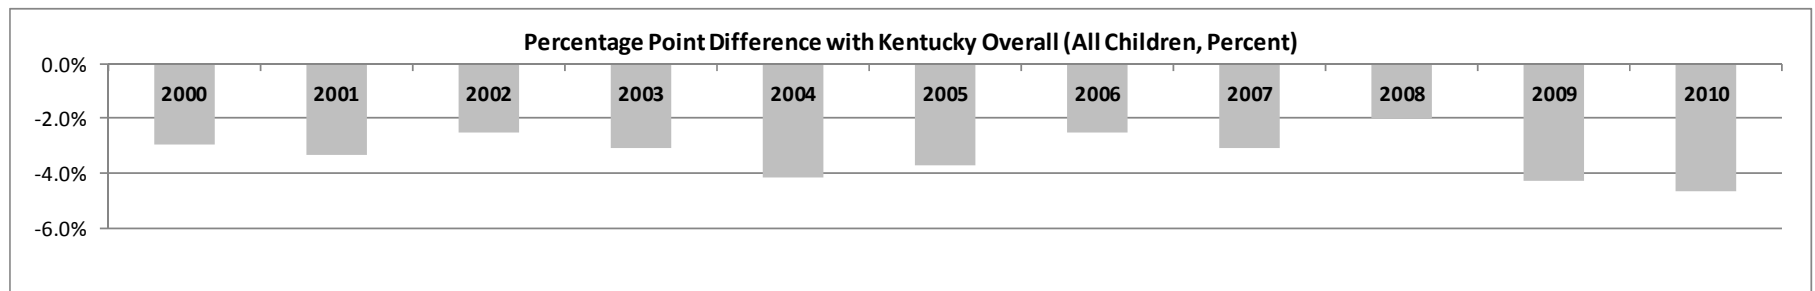 Percentage Point Difference with Kentucky Overall (All Children, Percent)
0.0%
2000 2001 2002 2003 2004 2005 2006 2007 2008 2009 2010
-2.0%
-4.0%
-6.0%